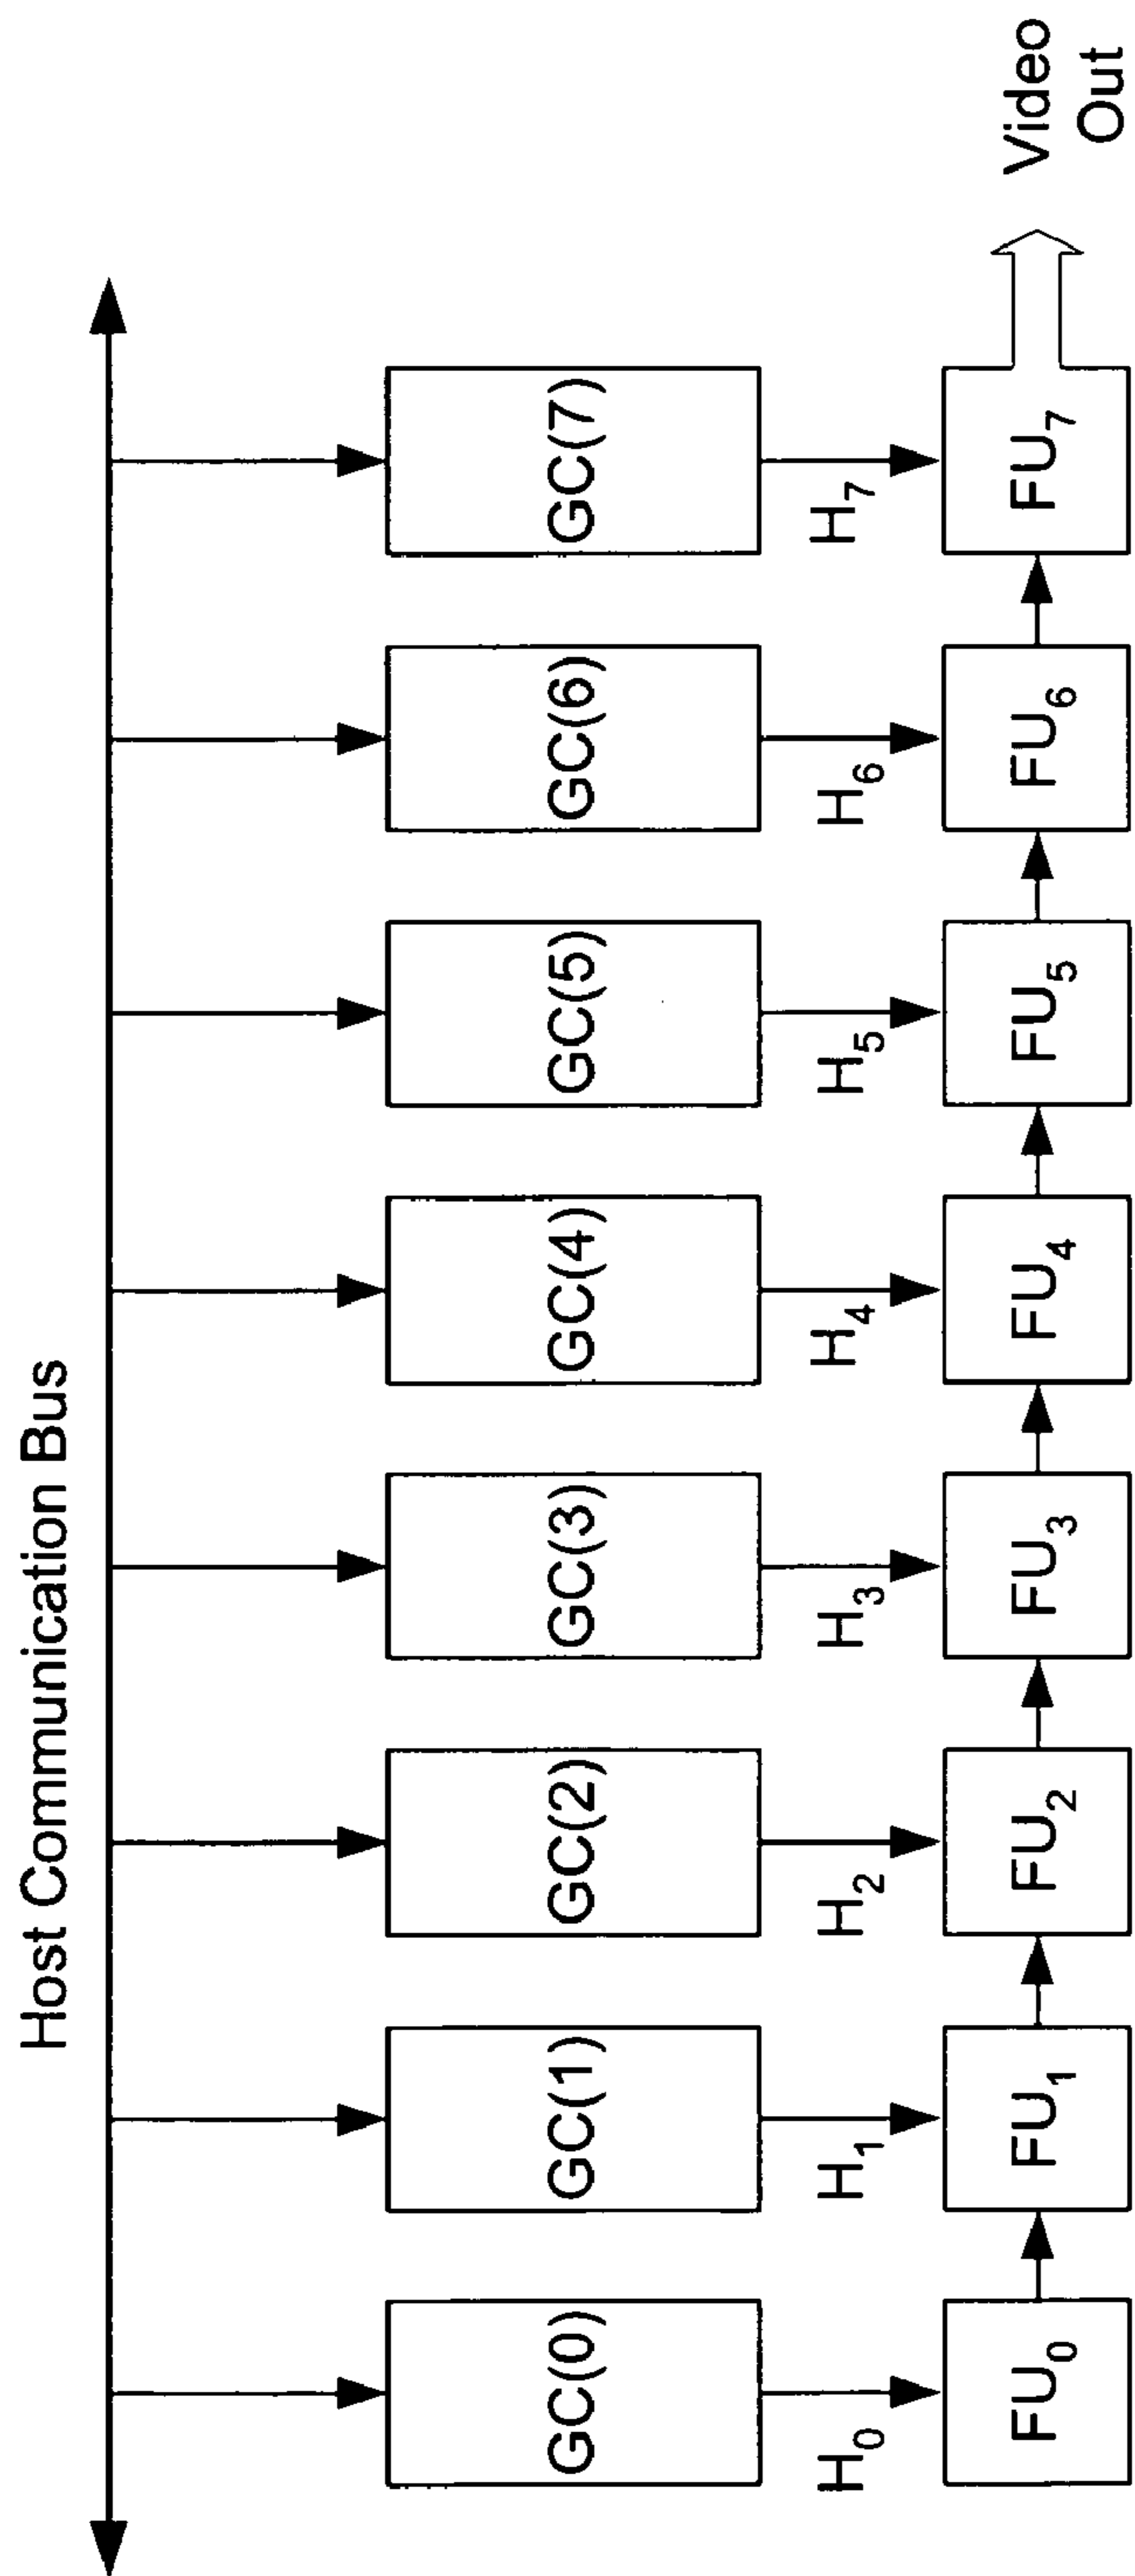 Host Communication Bus
GC(0)
GC(1)
GC(2)
GC(3)
GC(4)
GC(5)
GC(6)
GC(7)
H₀
H₁
H₂
H₃
H₄
H₅
H₆
H₇
FU₀
FU₁
FU₂
FU₃
FU₄
FU₅
FU₆
FU₇
Video
Out